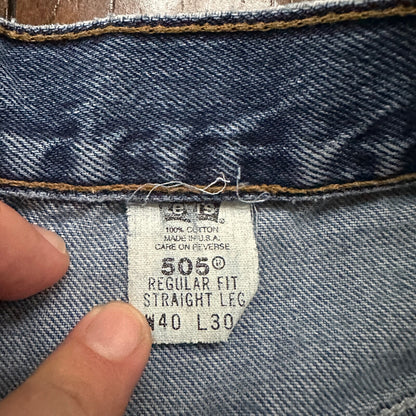 100% COTTON
MADE IN U.S.A.
CARE ON REVERSE
505®
REGULAR FIT
STRAIGHT LEG
W40 L30